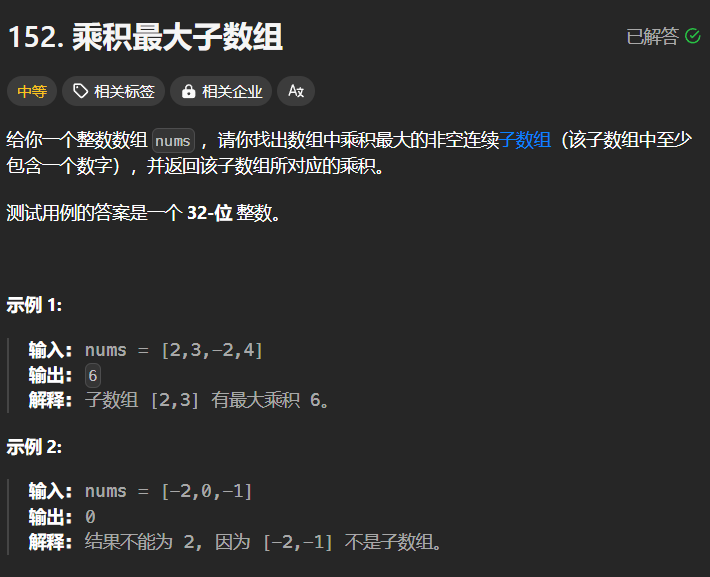 152. 乘积最大子数组
已解答
中等 相关标签 相关企业 Ax
给你一个整数数组 nums ，请你找出数组中乘积最大的非空连续子数组（该子数组中至少
包含一个数字），并返回该子数组所对应的乘积。
测试用例的答案是一个 32-位 整数。
示例 1:
输入: nums = [2,3,-2,4]
输出: 6
解释: 子数组 [2,3] 有最大乘积 6。
示例 2:
输入: nums = [-2,0,-1]
输出: 0
解释: 结果不能为 2, 因为 [-2,-1] 不是子数组。